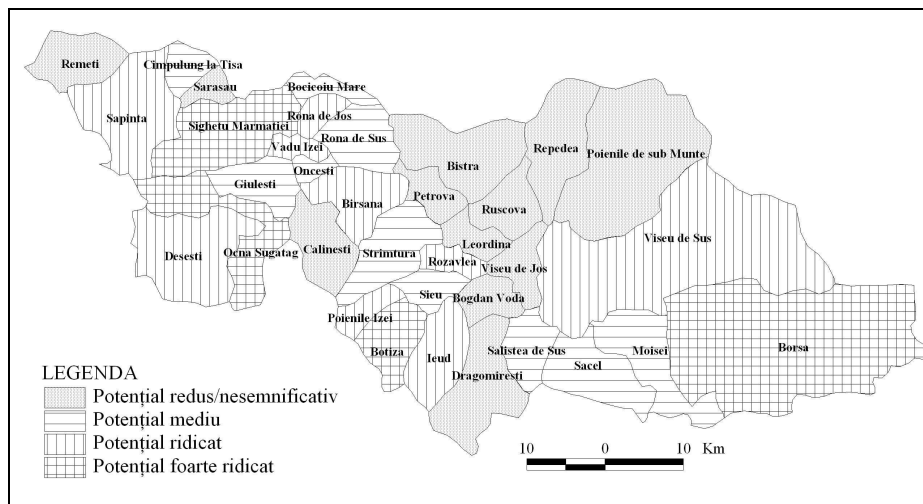 Remeti
Cimpulung la Tisa
Sarasau
Bocicoiu Mare
Sapinta
Rona de Jos
Sighetu Marmatiei
Rona de Sus
Vadu Izei
Repedea
Poienile de sub Munte
Oncesti
Bistra
Giulesti
Petrova
Birsana
Ruscova
Viseu de Sus
Leordina
Desesti
Ocna Sugatag
Calinesti
Strimtura
Rozavlea
Viseu de Jos
Sieu
Bogdan Voda
Poienile Izei
Botiza
Ieud
Salistea de Sus
Moisei
Borsa
Sacel
Dragomiresti
LEGENDA
Potențial redus/nesemnificativ
Potențial mediu
Potențial ridicat
Potențial foarte ridicat
10 0 10 Km